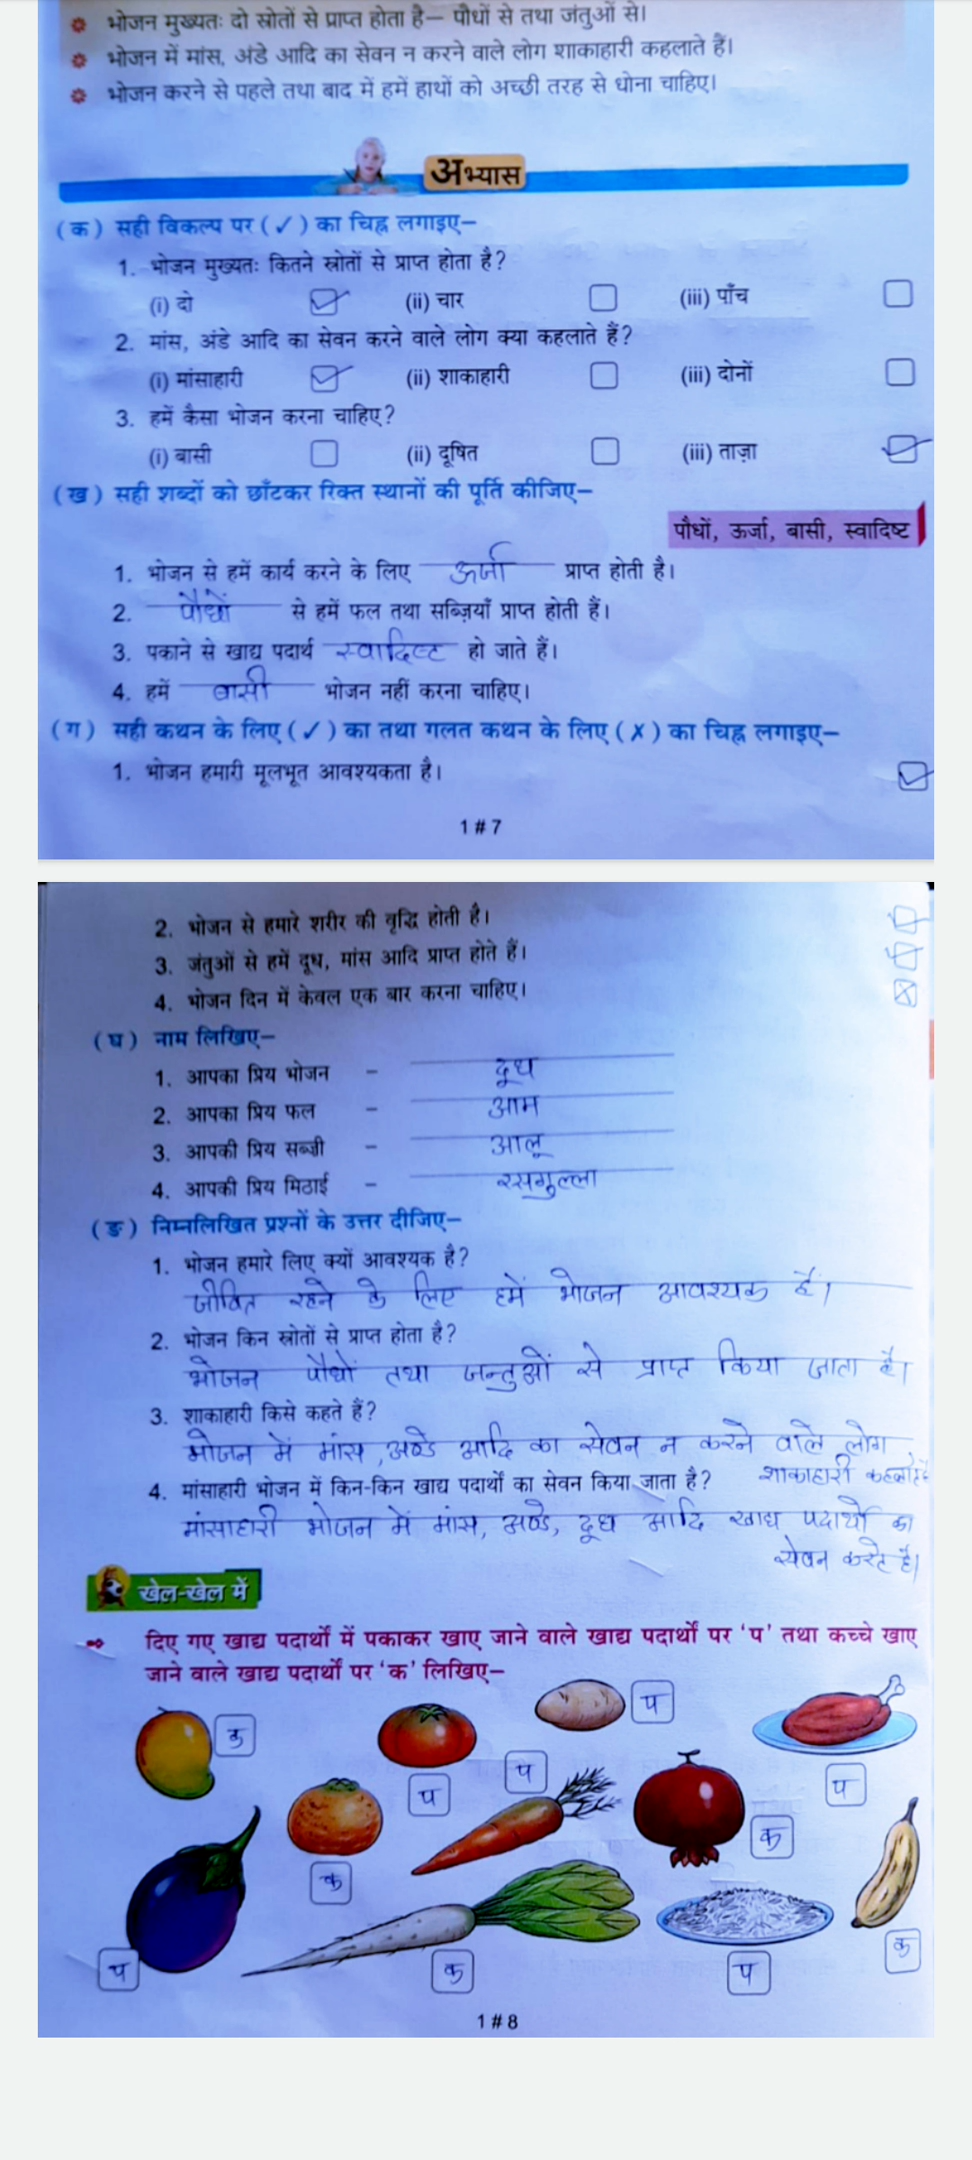 भोजन मुख्यतः दो स्रोतों से प्राप्त होता है— पौधों से तथा जंतुओं से।
भोजन में मांस, अंडे आदि का सेवन न करने वाले लोग शाकाहारी कहलाते हैं।
भोजन करने से पहले तथा बाद में हमें हाथों को अच्छी तरह से धोना चाहिए।
अभ्यास
(क) सही विकल्प पर (✓) का चिह्न लगाइए—
1. भोजन मुख्यतः कितने स्रोतों से प्राप्त होता है?
(i) दो ✓ (ii) चार (iii) पाँच
2. मांस, अंडे आदि का सेवन करने वाले लोग क्या कहलाते हैं?
(i) मांसाहारी ✓ (ii) शाकाहारी (iii) दोनों
3. हमें कैसा भोजन करना चाहिए?
(i) बासी (ii) दूषित (iii) ताज़ा ✓
(ख) सही शब्दों को छाँटकर रिक्त स्थानों की पूर्ति कीजिए—
पौधों, ऊर्जा, बासी, स्वादिष्ट
1. भोजन से हमें कार्य करने के लिए ऊर्जा प्राप्त होती है।
2. पौधों से हमें फल तथा सब्ज़ियाँ प्राप्त होती हैं।
3. पकाने से खाद्य पदार्थ स्वादिष्ट हो जाते हैं।
4. हमें बासी भोजन नहीं करना चाहिए।
(ग) सही कथन के लिए (✓) का तथा गलत कथन के लिए (✗) का चिह्न लगाइए—
1. भोजन हमारी मूलभूत आवश्यकता है। ✓
1 # 7
2. भोजन से हमारे शरीर की वृद्धि होती है। ✓
3. जंतुओं से हमें दूध, मांस आदि प्राप्त होते हैं। ✓
4. भोजन दिन में केवल एक बार करना चाहिए। ✗
(घ) नाम लिखिए—
1. आपका प्रिय भोजन – दूध
2. आपका प्रिय फल – आम
3. आपकी प्रिय सब्ज़ी – आलू
4. आपकी प्रिय मिठाई – रसगुल्ला
(ङ) निम्नलिखित प्रश्नों के उत्तर दीजिए—
1. भोजन हमारे लिए क्यों आवश्यक है?
जीवित रहने के लिए हमें भोजन आवश्यक है।
2. भोजन किन स्रोतों से प्राप्त होता है?
भोजन पौधों तथा जन्तुओं से प्राप्त किया जाता है।
3. शाकाहारी किसे कहते हैं?
भोजन में मांस, अण्डे आदि का सेवन न करने वाले लोग
शाकाहारी कहलाते है
4. मांसाहारी भोजन में किन-किन खाद्य पदार्थों का सेवन किया जाता है?
मांसाहारी भोजन में मांस, अण्डे, दूध आदि खाद्य पदार्थों का
सेवन करते है।
खेल-खेल में
दिए गए खाद्य पदार्थों में पकाकर खाए जाने वाले खाद्य पदार्थों पर 'प' तथा कच्चे खाए
जाने वाले खाद्य पदार्थों पर 'क' लिखिए—
प
क
प
प
प
क
क
क
प
क
प
1 # 8